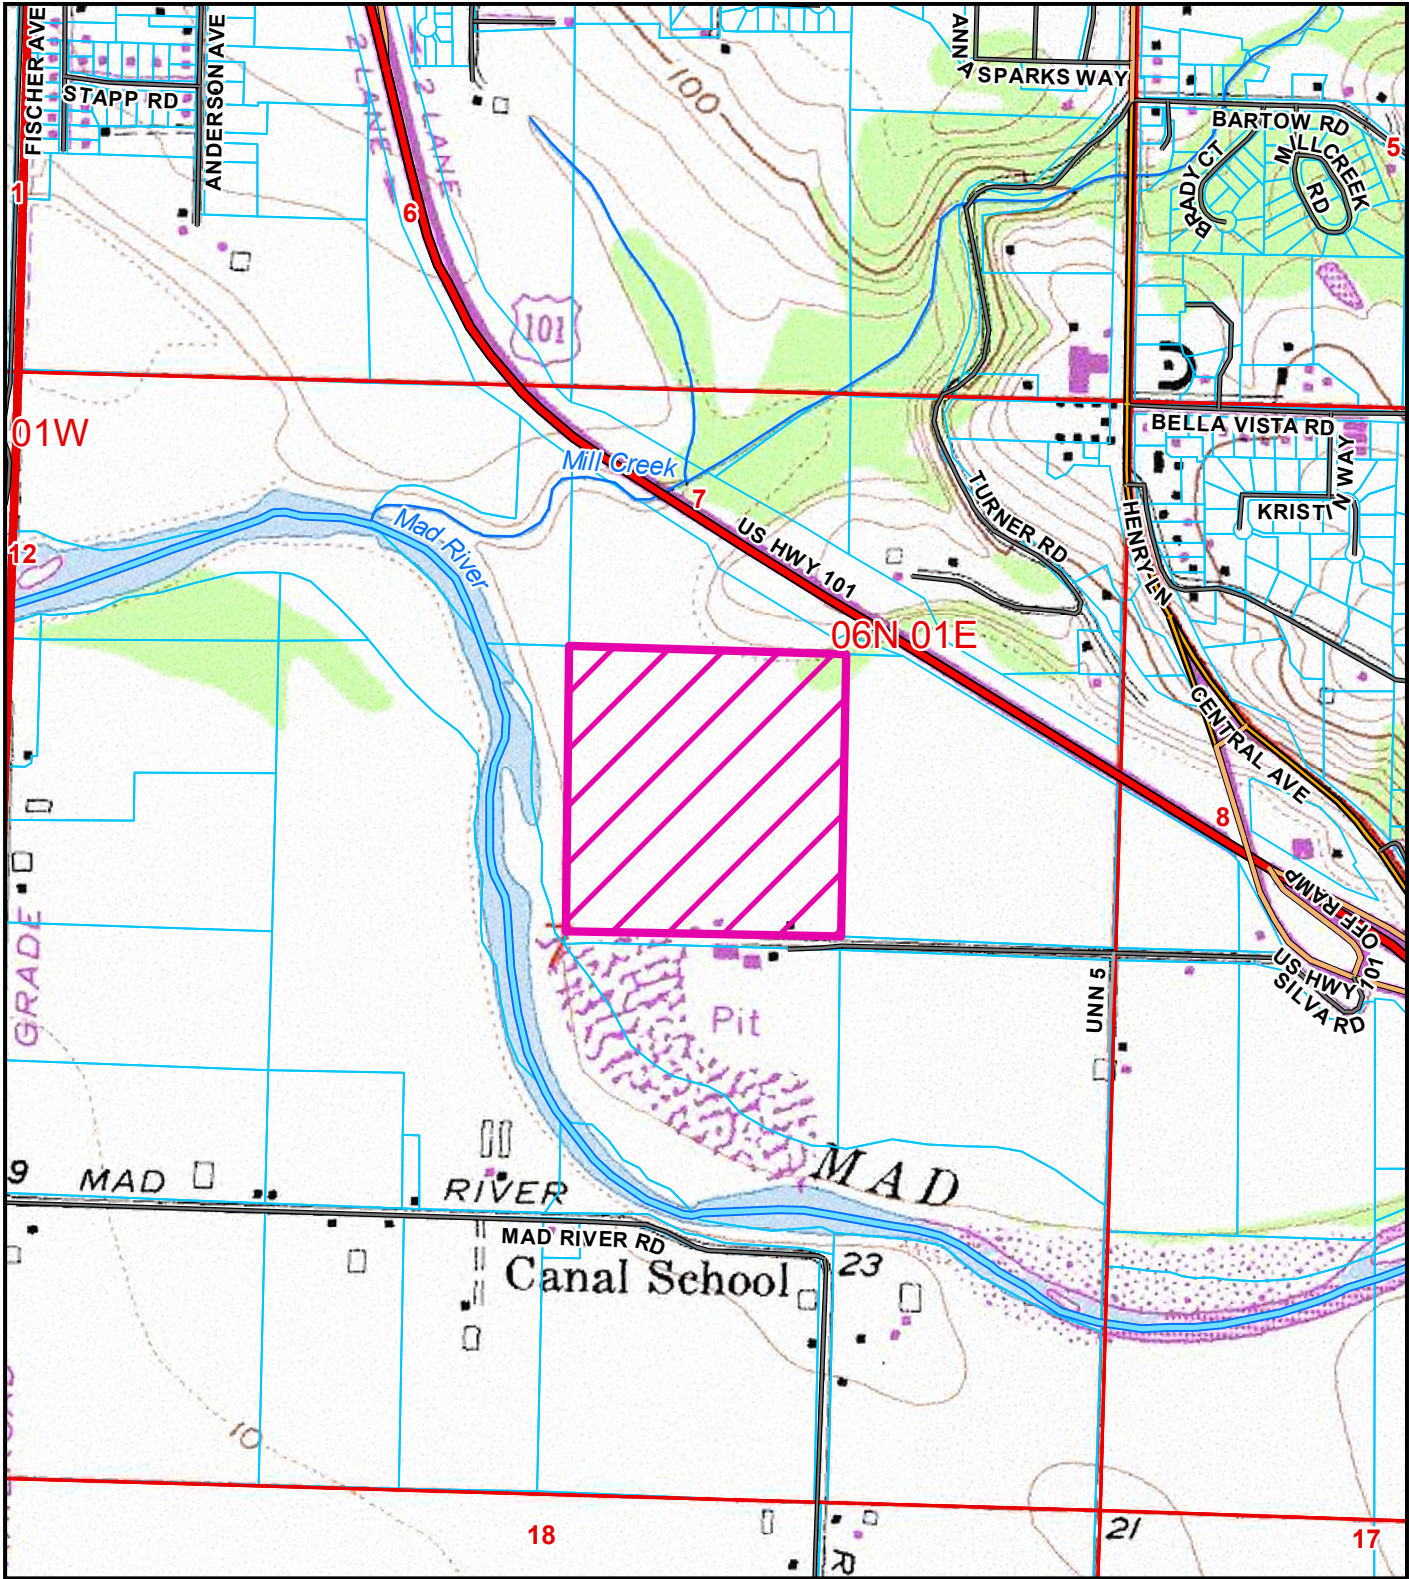 FISCHER AVE
STAPP RD
ANDERSON AVE
2 LANE
2 LANE
100
ANNA
SPARKS WAY
BARTOW RD
BRADY CT
MILLCREEK
RD
5
1
6
101
01W
BELLA VISTA RD
KRISTIN WAY
Mill Creek
Mad River
7
US HWY 101
TURNER RD
HENRY LN
12
06N 01E
CENTRAL AVE
8
OFF RAMP
US HWY 101
SILVA RD
UNN 5
GRADE
Pit
MAD
9
MAD
RIVER
MAD RIVER RD
Canal School
23
10
18
21
17
R